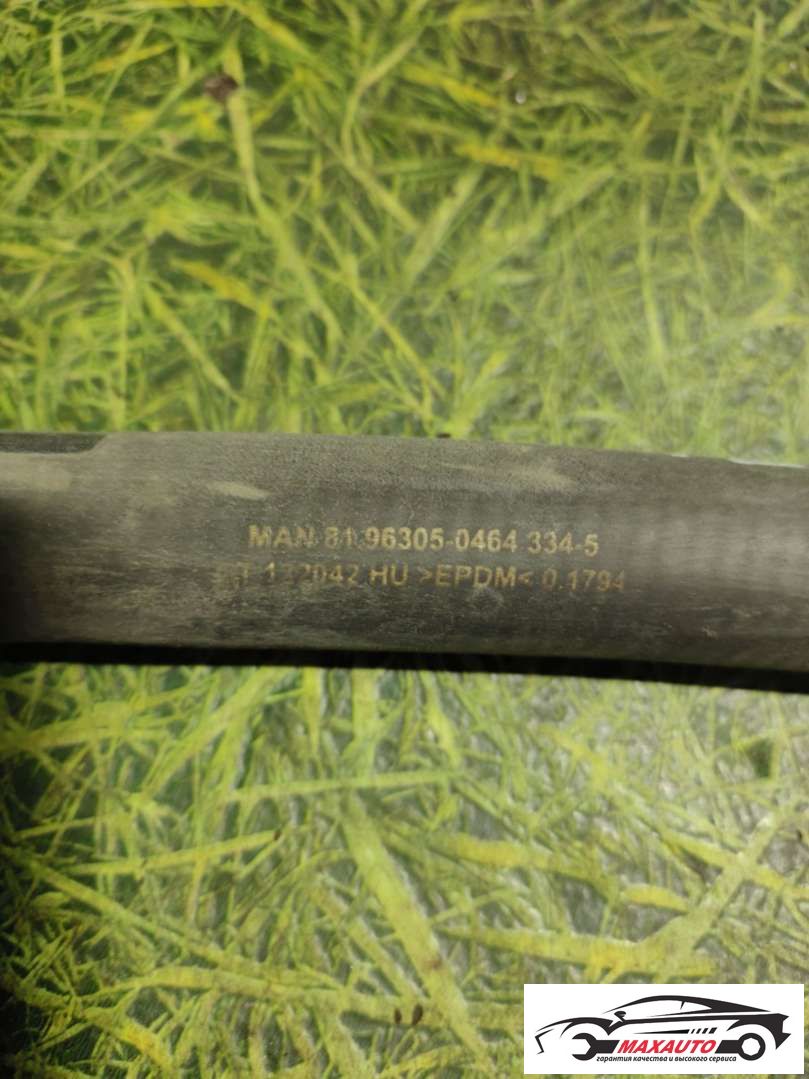 MAN 81.96305-0464 334-5
HU >EPDM< 0.1794
MAXAUTO
гарантия качества и высокого сервиса